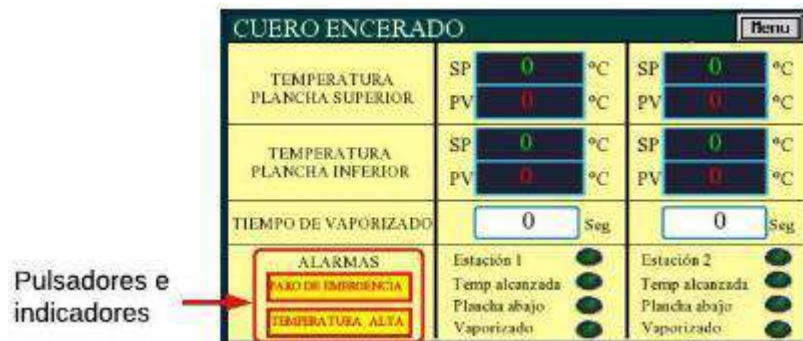 CUERO ENCERADO
Menu
TEMPERATURA
PLANCHA SUPERIOR
SP 0 °C
PV 0 °C
SP 0 °C
PV 0 °C
TEMPERATURA
PLANCHA INFERIOR
SP 0 °C
PV 0 °C
SP 0 °C
PV 0 °C
TIEMPO DE VAPORIZADO
0 Seg
0 Seg
ALARMAS
PARO DE EMERGENCIA
TEMPERATURA ALTA
Estación 1
Temp alcanzada
Plancha abajo
Vaporizado
Estación 2
Temp alcanzada
Plancha abajo
Vaporizado
Pulsadores e
indicadores